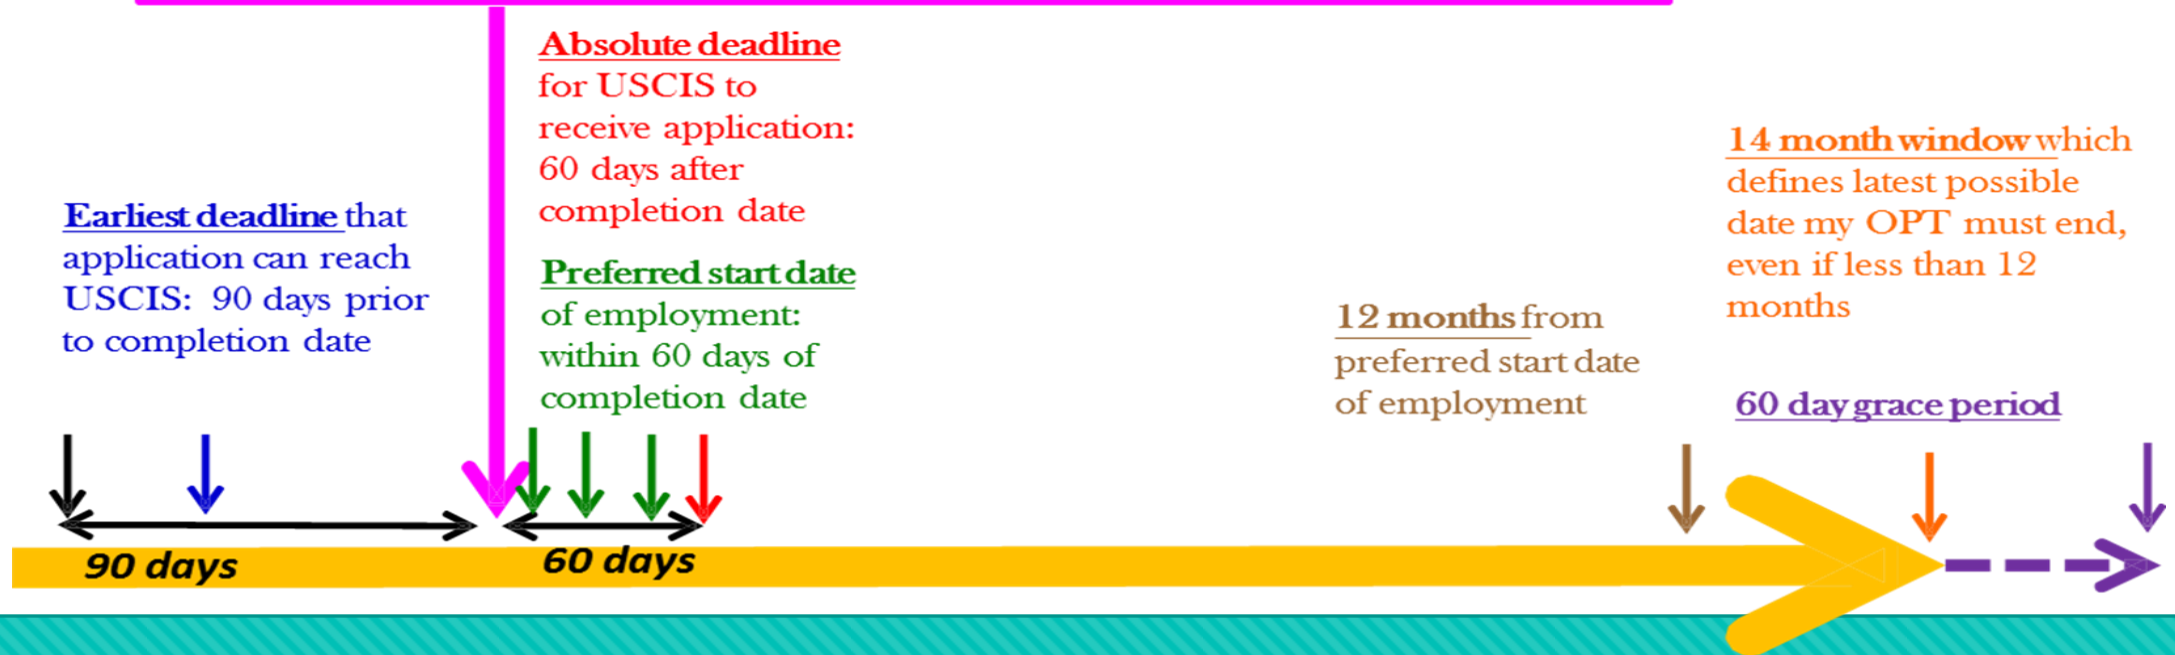 Earliest deadline that
application can reach
USCIS: 90 days prior
to completion date
Absolute deadline
for USCIS to
receive application:
60 days after
completion date
Preferred start date
of employment:
within 60 days of
completion date
12 months from
preferred start date
of employment
14 month window which
defines latest possible
date my OPT must end,
even if less than 12
months
60 day grace period
90 days
60 days